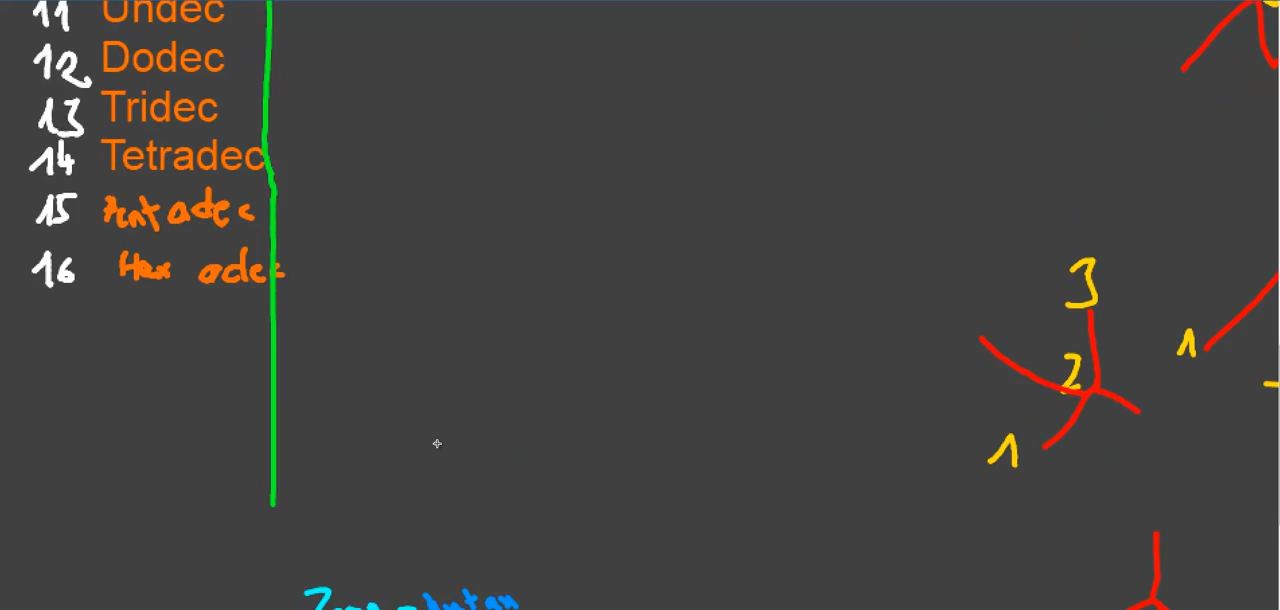 11 Undec
12 Dodec
13 Tridec
14 Tetradec
15 Pentadec
16 Hexadec
3
1
2
1